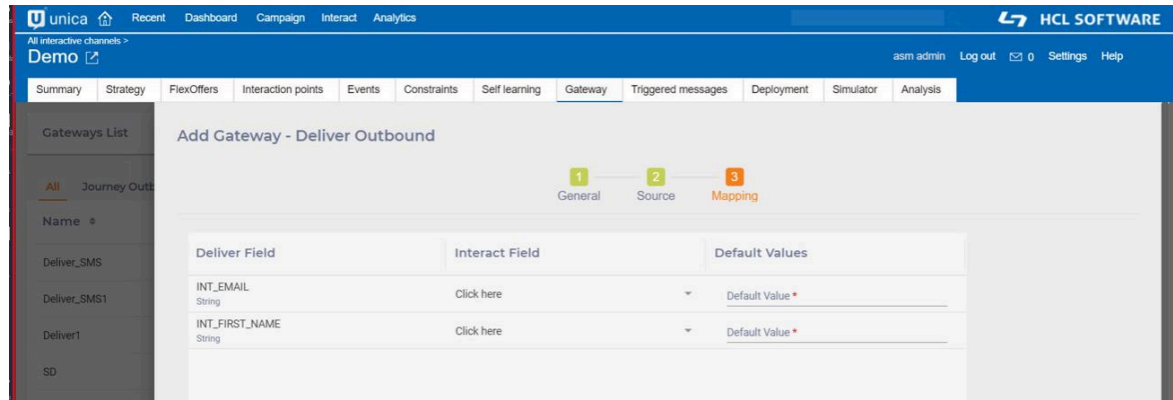 unica Recent Dashboard Campaign Interact Analytics HCL SOFTWARE
All interactive channels >
Demo asm admin Log out 0 Settings Help
Summary Strategy FlexOffers Interaction points Events Constraints Self learning Gateway Triggered messages Deployment Simulator Analysis
Gateways List
Add Gateway - Deliver Outbound
1 2 3
General Source Mapping
All Journey Outb
Name
Deliver_SMS
Deliver_SMS1
Deliver1
SD
Deliver Field Interact Field Default Values
INT_EMAIL Click here Default Value *
String
INT_FIRST_NAME Click here Default Value *
String